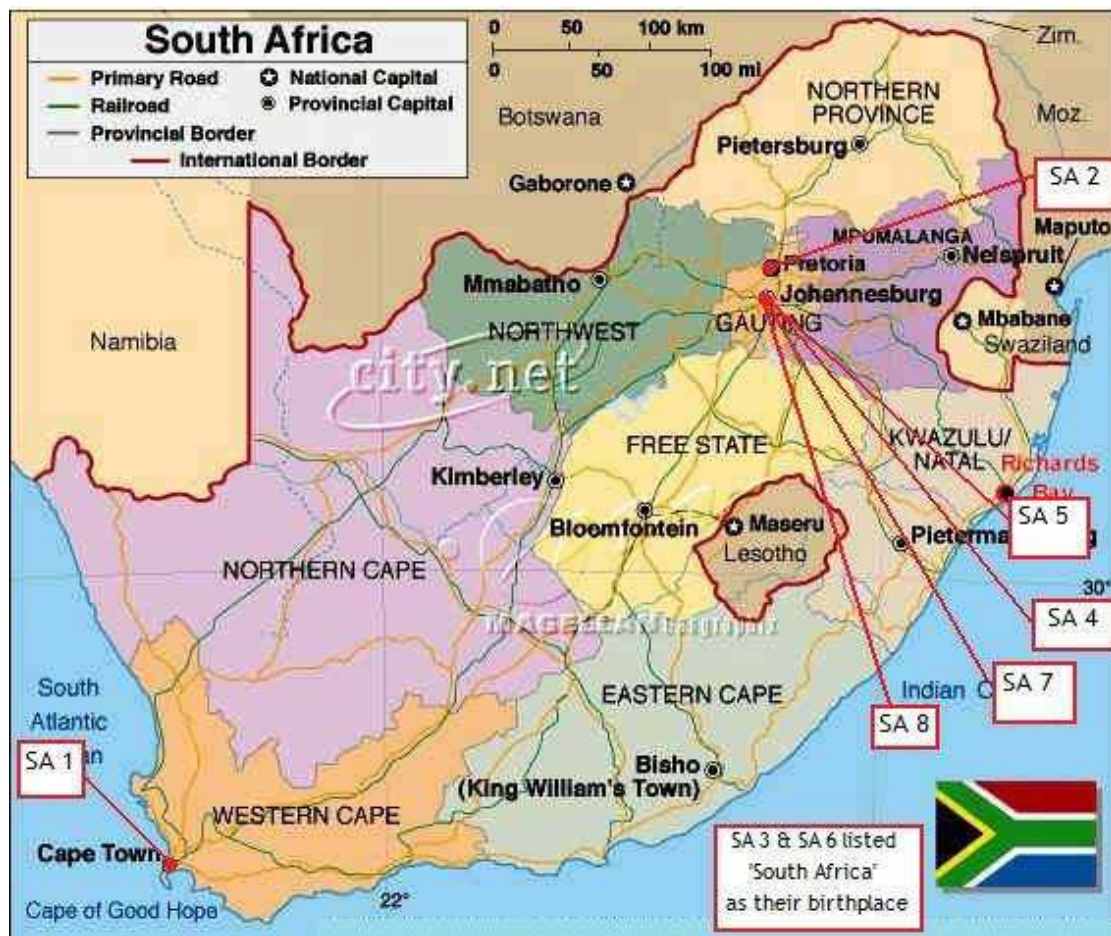 South Africa
Primary Road
National Capital
Railroad
Provincial Capital
Provincial Border
International Border
0 50 100 km
0 50 100 mi
Zim.
Botswana
NORTHERN
PROVINCE
Moz.
Pietersburg
Gaborone
SA 2
Maputo
MPUMALANGA
Nelspruit
Pretoria
Mmabatho
Johannesburg
NORTHWEST
GAUTING
Mbabane
Swaziland
Namibia
city.net
FREE STATE
KWAZULU/
NATAL
Richards
Bay
Kimberley
SA 5
Bloemfontein
Maseru
Lesotho
NORTHERN CAPE
30°
SA 4
MAGELLAN Geographix
South
Atlantic
EASTERN CAPE
Indian
SA 7
SA 8
SA 1
Bisho
(King William's Town)
WESTERN CAPE
Cape Town
22°
Cape of Good Hope
SA 3 & SA 6 listed
"South Africa"
as their birthplace